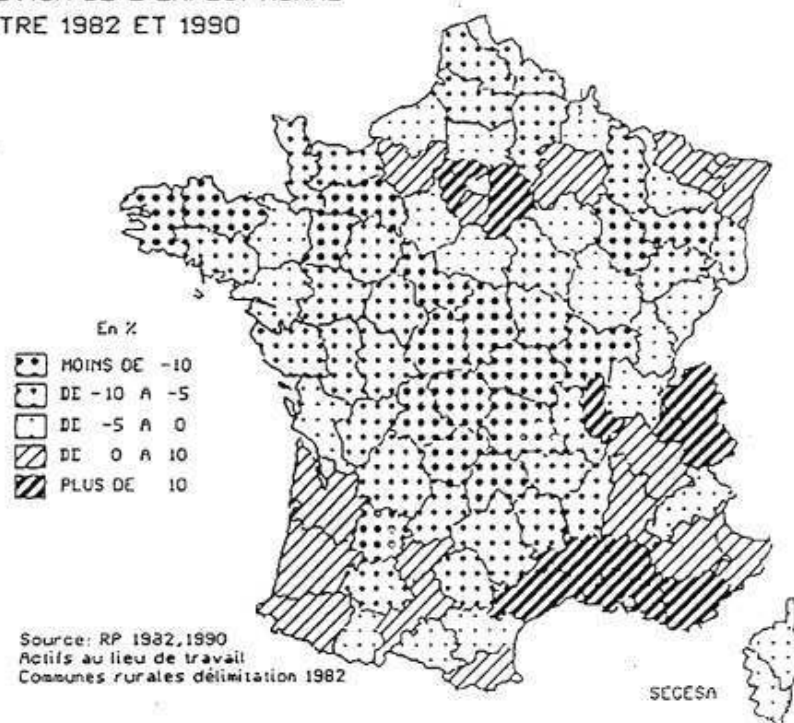 TRE 1982 ET 1990
En %
MOINS DE -10
DE -10 A -5
DE -5 A 0
DE 0 A 10
PLUS DE 10
Source: RP 1982,1990
Actifs au lieu de travail
Communes rurales délimitation 1982
SEGESA